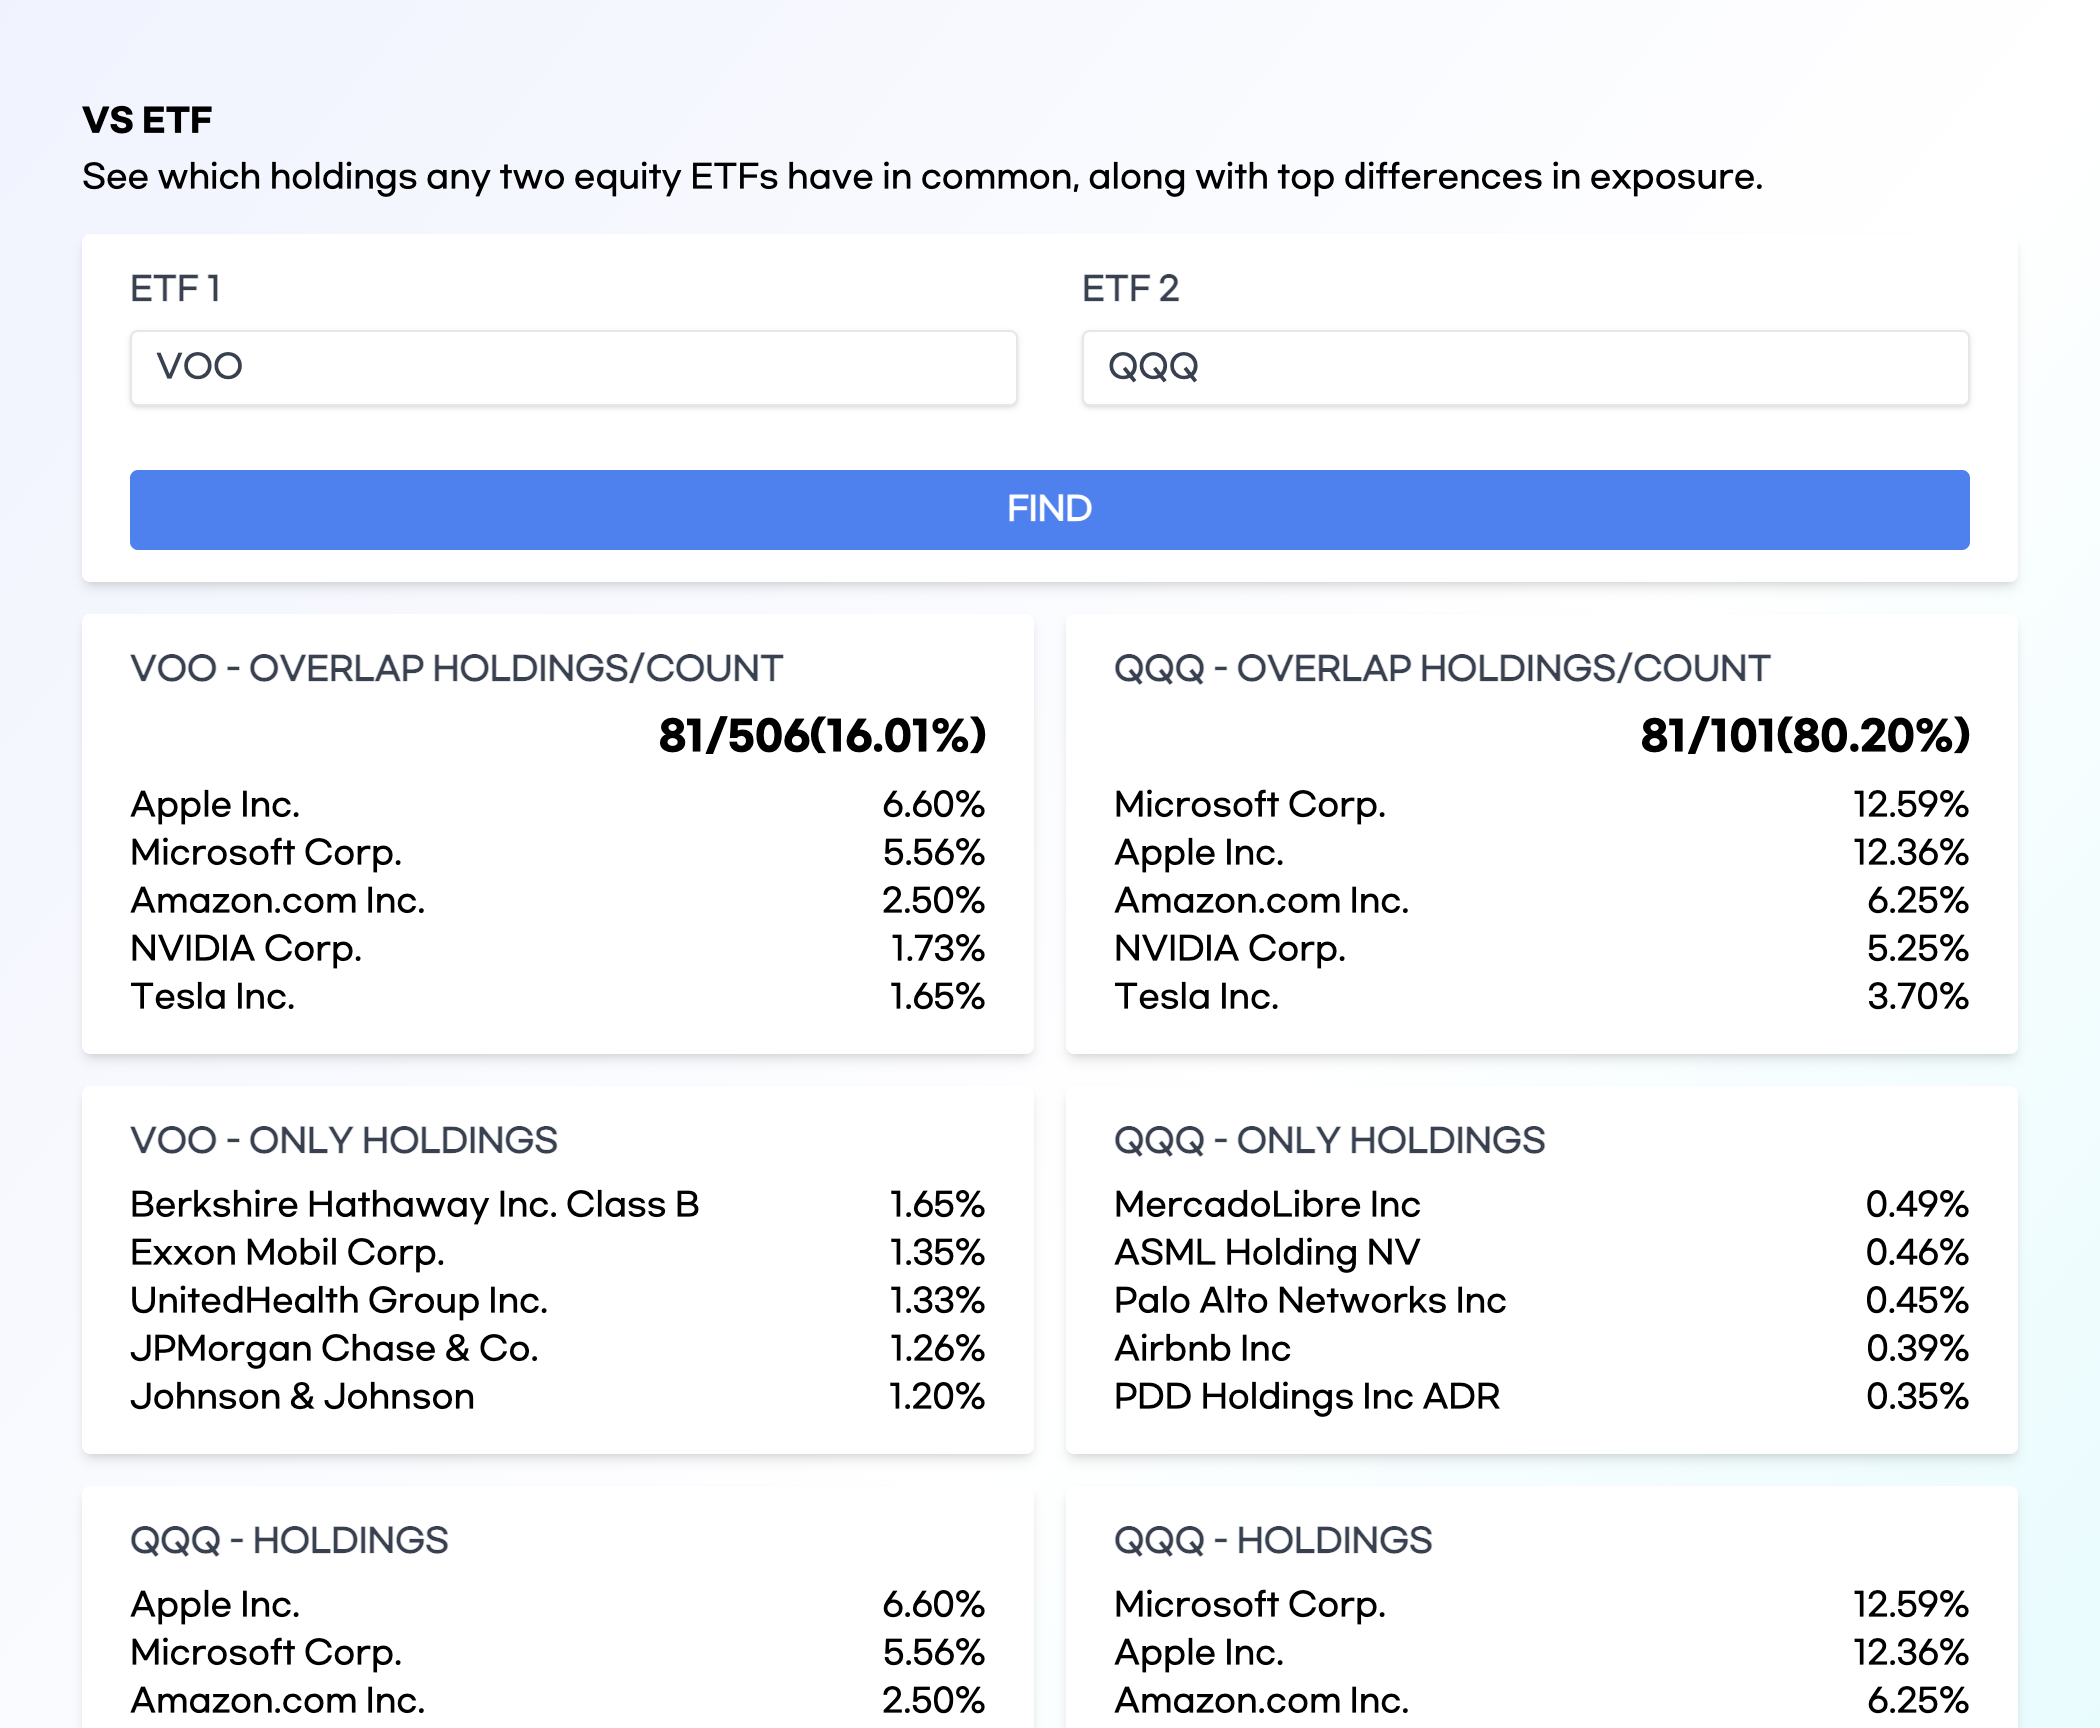 VS ETF
See which holdings any two equity ETFs have in common, along with top differences in exposure.
ETF 1
VOO
ETF 2
QQQ
FIND
VOO - OVERLAP HOLDINGS/COUNT
81/506(16.01%)
Apple Inc. 6.60%
Microsoft Corp. 5.56%
Amazon.com Inc. 2.50%
NVIDIA Corp. 1.73%
Tesla Inc. 1.65%
QQQ - OVERLAP HOLDINGS/COUNT
81/101(80.20%)
Microsoft Corp. 12.59%
Apple Inc. 12.36%
Amazon.com Inc. 6.25%
NVIDIA Corp. 5.25%
Tesla Inc. 3.70%
VOO - ONLY HOLDINGS
Berkshire Hathaway Inc. Class B 1.65%
Exxon Mobil Corp. 1.35%
UnitedHealth Group Inc. 1.33%
JPMorgan Chase & Co. 1.26%
Johnson & Johnson 1.20%
QQQ - ONLY HOLDINGS
MercadoLibre Inc 0.49%
ASML Holding NV 0.46%
Palo Alto Networks Inc 0.45%
Airbnb Inc 0.39%
PDD Holdings Inc ADR 0.35%
QQQ - HOLDINGS
Apple Inc. 6.60%
Microsoft Corp. 5.56%
Amazon.com Inc. 2.50%
QQQ - HOLDINGS
Microsoft Corp. 12.59%
Apple Inc. 12.36%
Amazon.com Inc. 6.25%